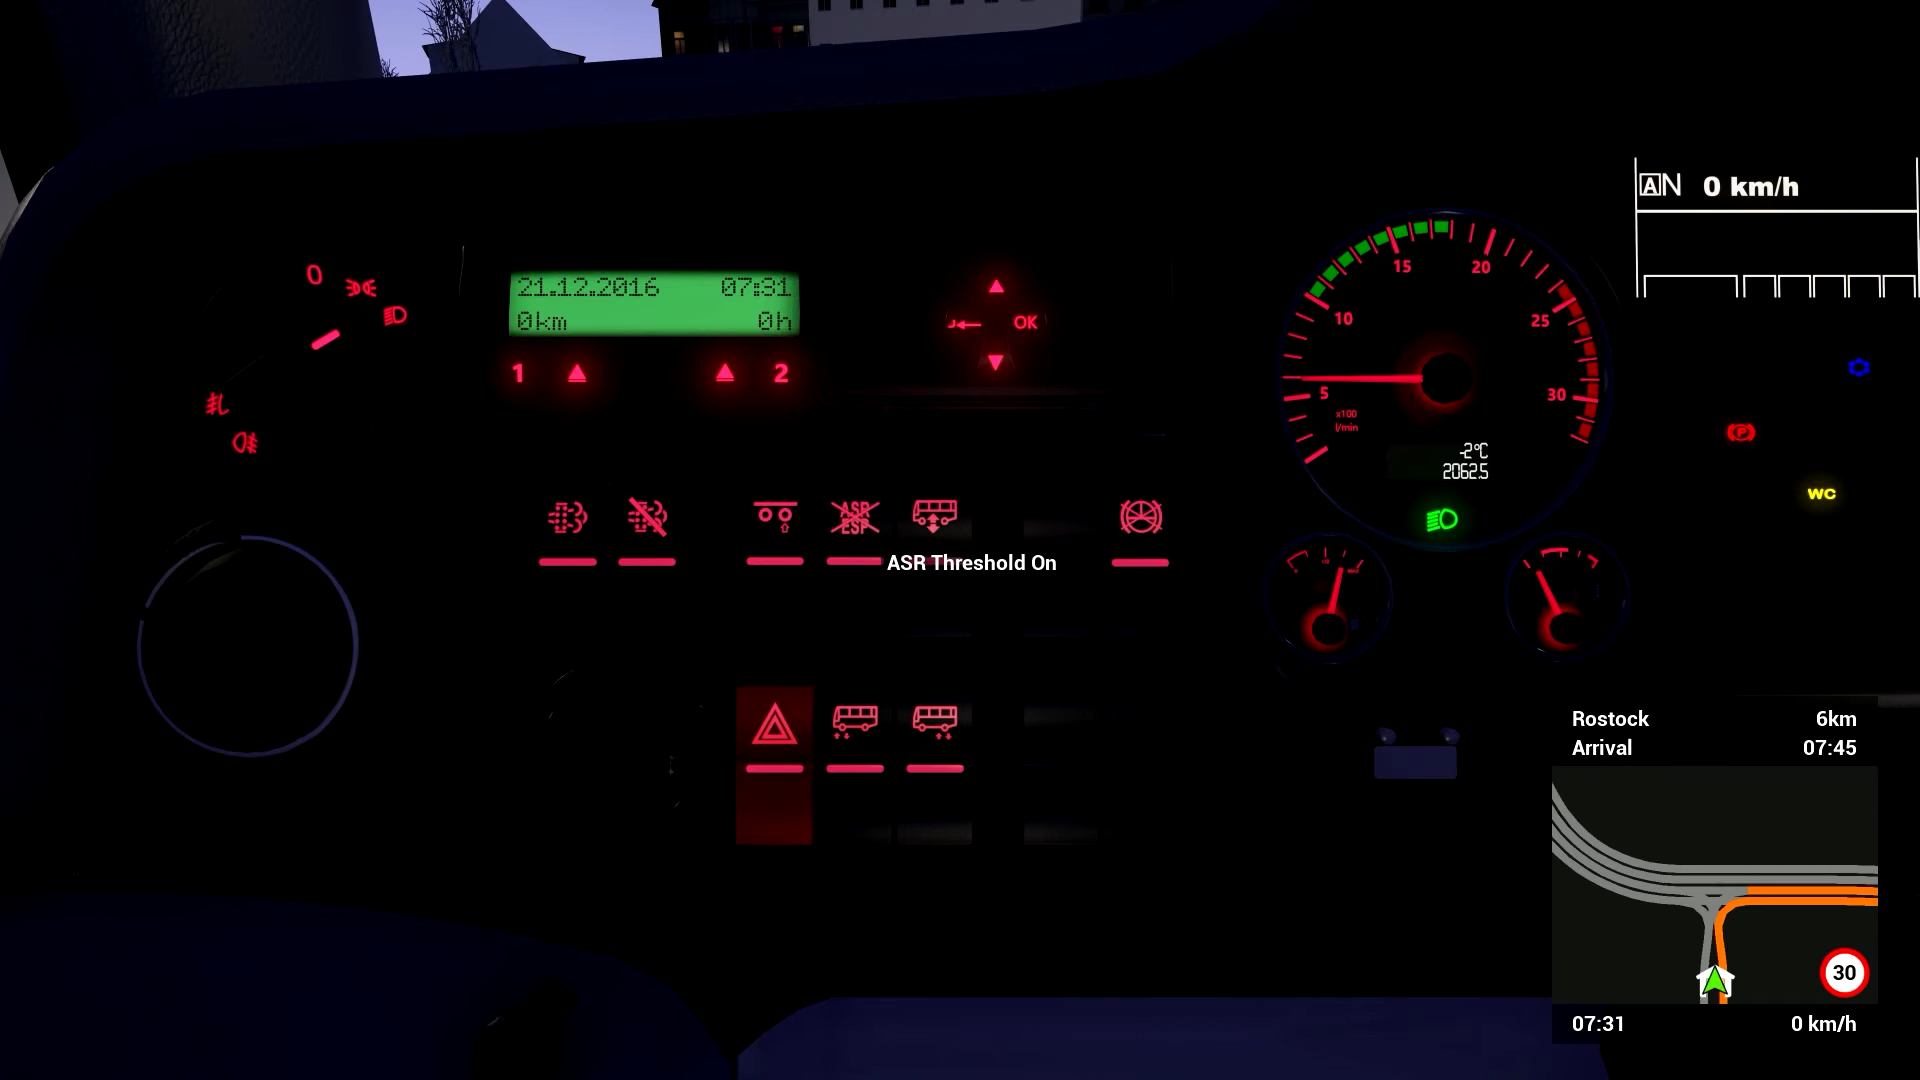 AN 0 km/h
0
21.12.2016 07:31
0km 0h
1 2
OK
5 10 15 20 25 30
x100
l/min
-2°C
2062.5
P
WC
ASR
ESP
ASR Threshold On
Rostock 6km
Arrival 07:45
30
07:31 0 km/h